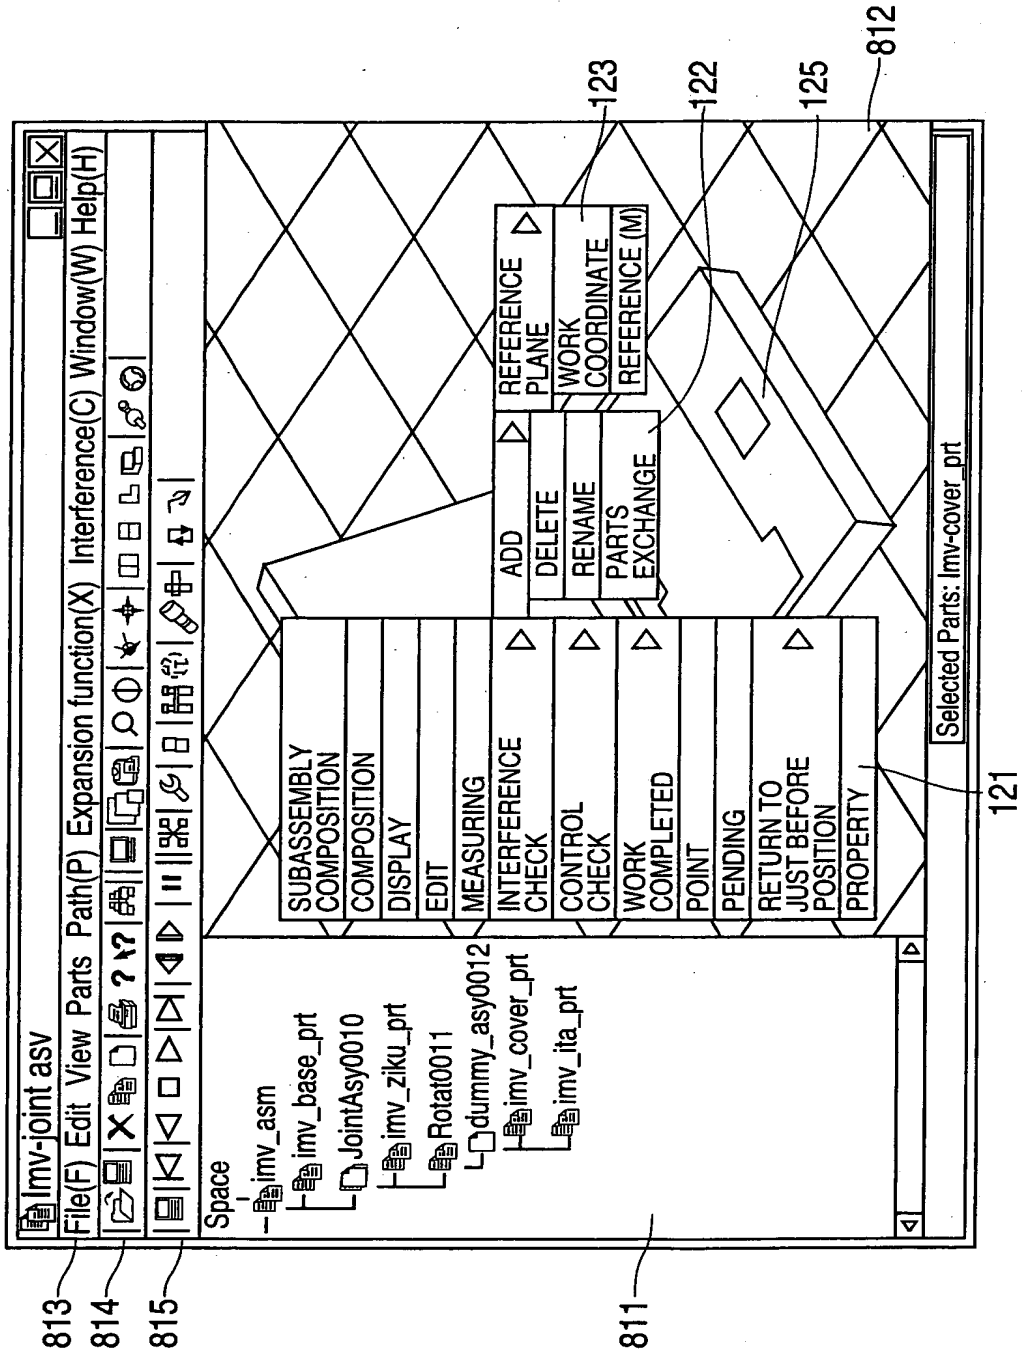 Imv-joint asv
File(F) Edit View Parts Path(P) Expansion function(X) Interference(C) Window(W) Help(H)
? ?
Space
imv_asm
imv_base_prt
JointAsy0010
imv_ziku_prt
Rotat0011
dummy_asy0012
imv_cover_prt
imv_ita_prt
SUBASSEMBLY
COMPOSITION
COMPOSITION
DISPLAY
EDIT
MEASURING
INTERFERENCE
CHECK
CONTROL
CHECK
WORK
COMPLETED
POINT
PENDING
RETURN TO
JUST BEFORE
POSITION
PROPERTY
ADD
DELETE
RENAME
PARTS
EXCHANGE
REFERENCE
PLANE
WORK
COORDINATE
REFERENCE (M)
Selected Parts: Imv-cover_prt
813
814
815
811
121
123
122
125
812